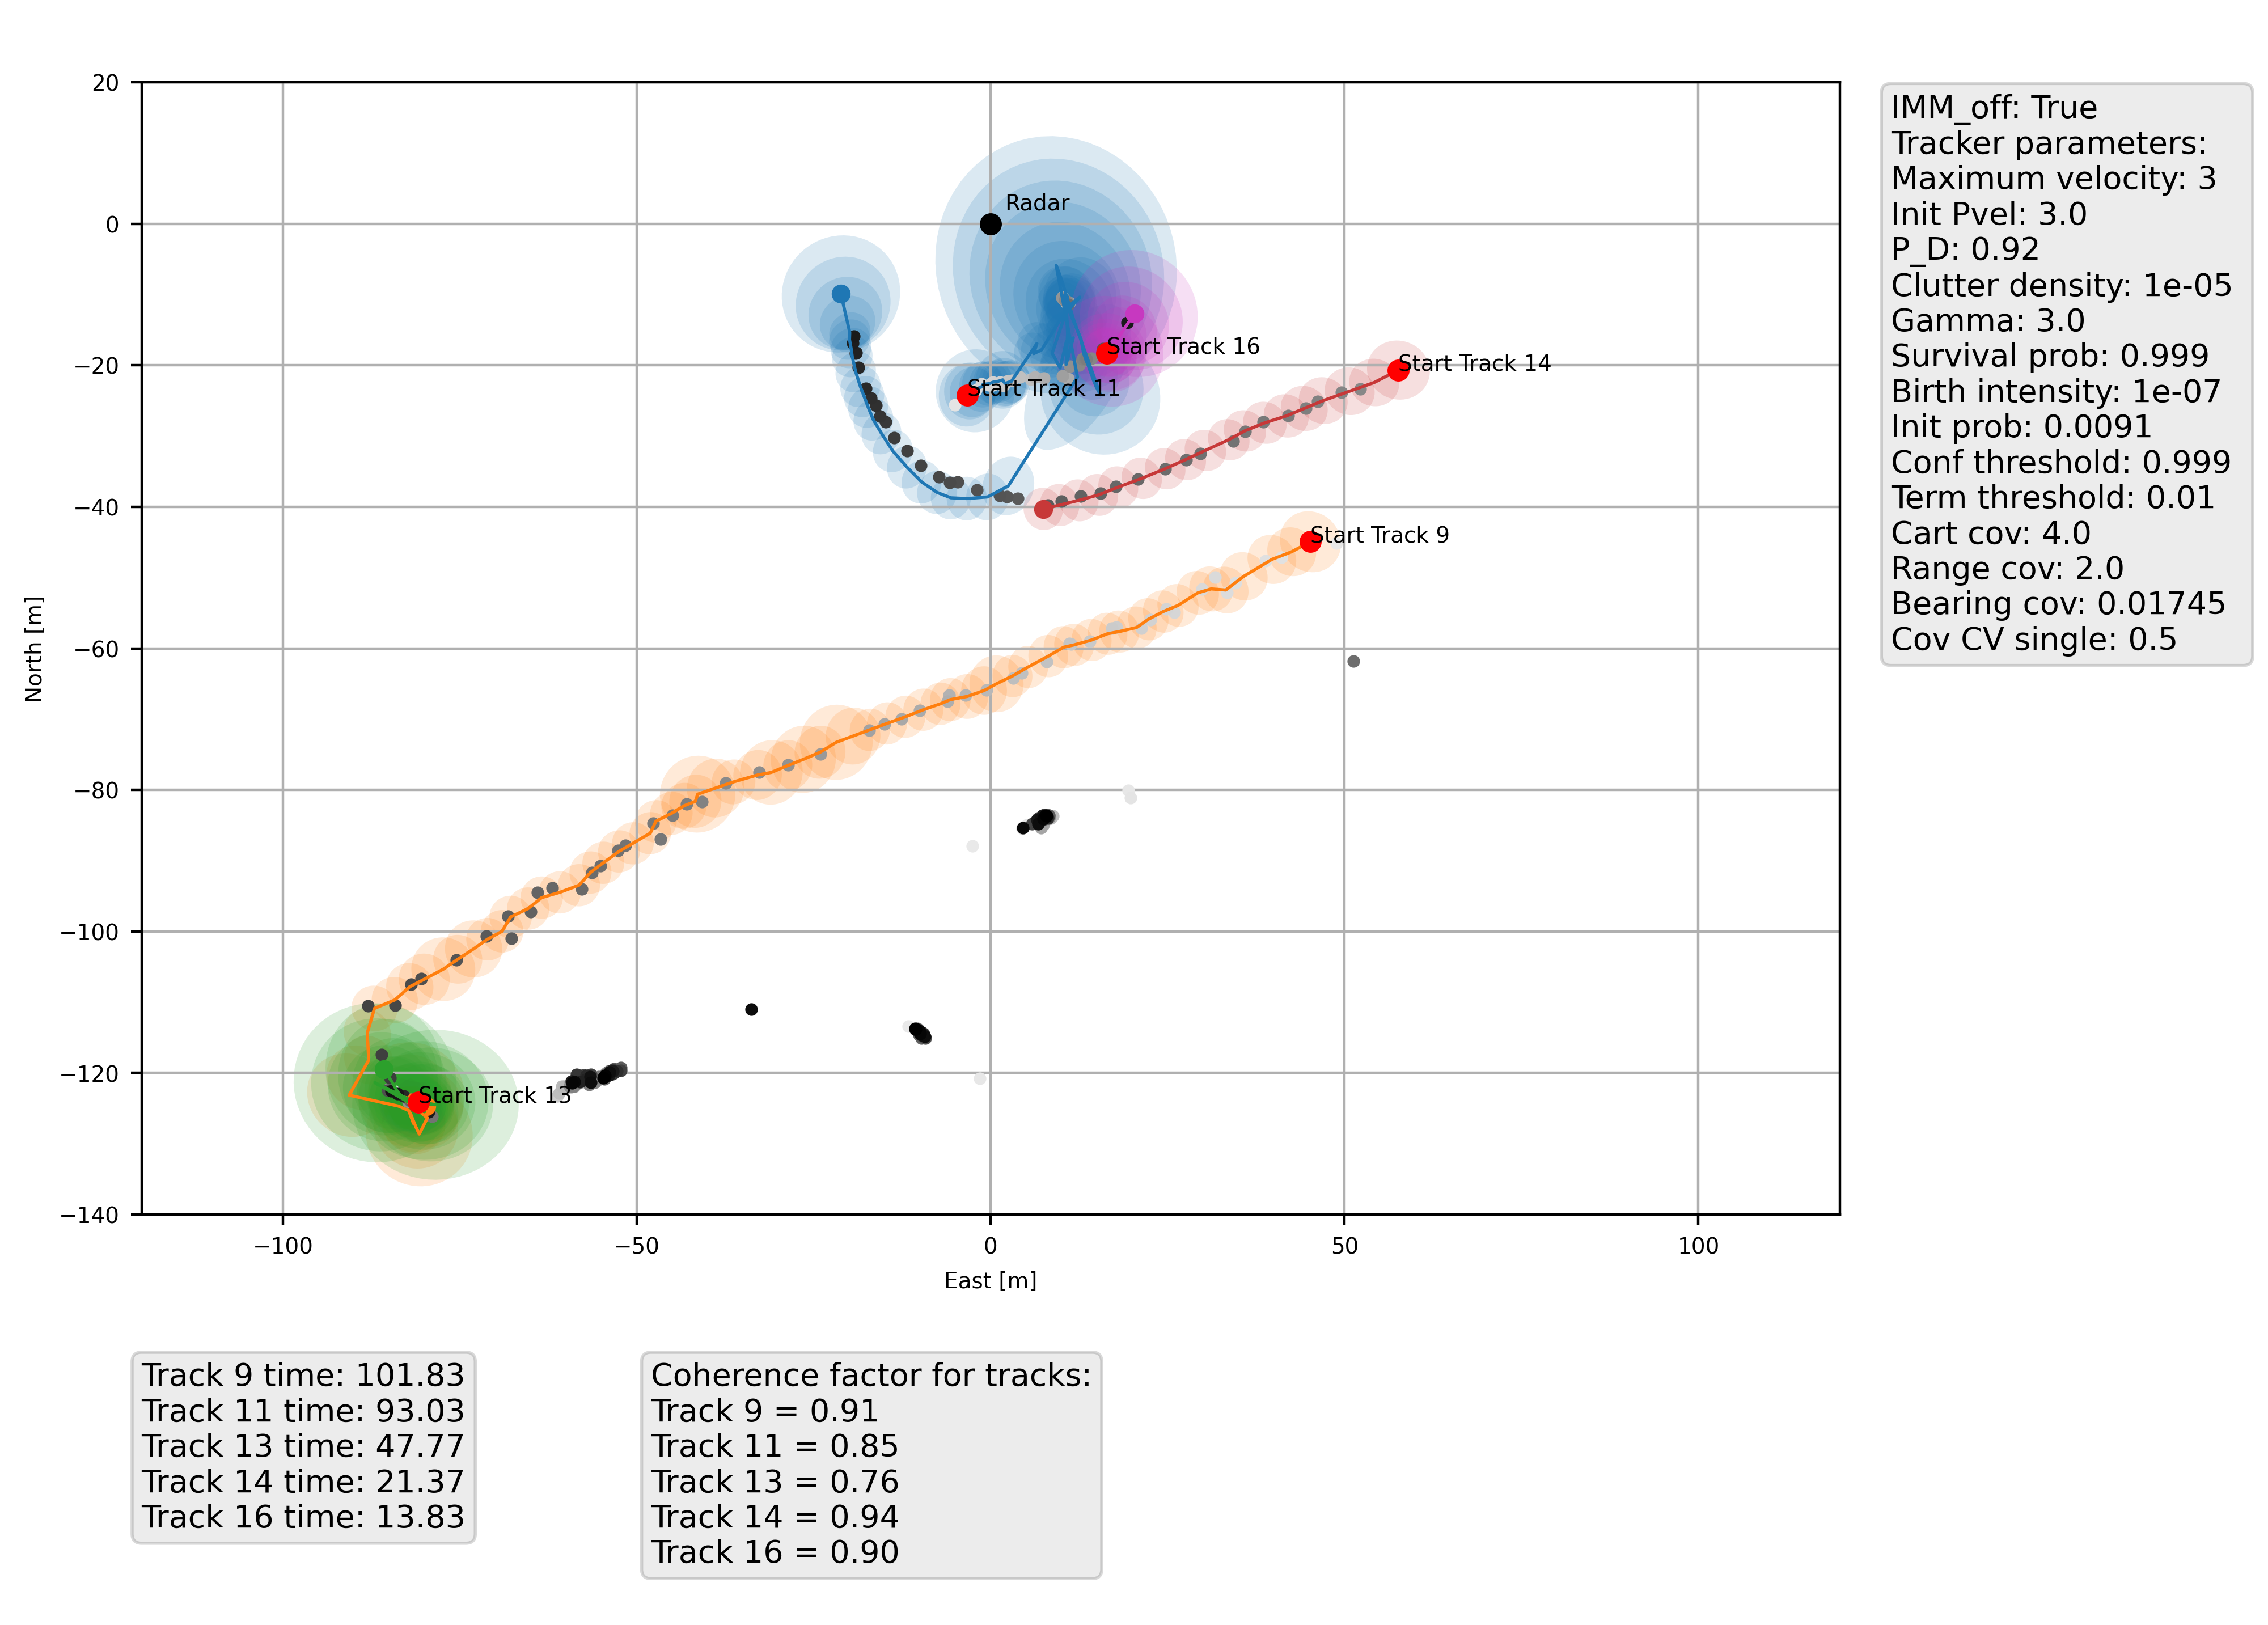 20
0
−20
−40
−60
−80
−100
−120
−140
North [m]
−100
−50
0
50
100
East [m]
Radar
Start Track 16
Start Track 14
Start Track 11
Start Track 9
Start Track 13
IMM_off: True
Tracker parameters:
Maximum velocity: 3
Init Pvel: 3.0
P_D: 0.92
Clutter density: 1e-05
Gamma: 3.0
Survival prob: 0.999
Birth intensity: 1e-07
Init prob: 0.0091
Conf threshold: 0.999
Term threshold: 0.01
Cart cov: 4.0
Range cov: 2.0
Bearing cov: 0.01745
Cov CV single: 0.5
Track 9 time: 101.83
Track 11 time: 93.03
Track 13 time: 47.77
Track 14 time: 21.37
Track 16 time: 13.83
Coherence factor for tracks:
Track 9 = 0.91
Track 11 = 0.85
Track 13 = 0.76
Track 14 = 0.94
Track 16 = 0.90